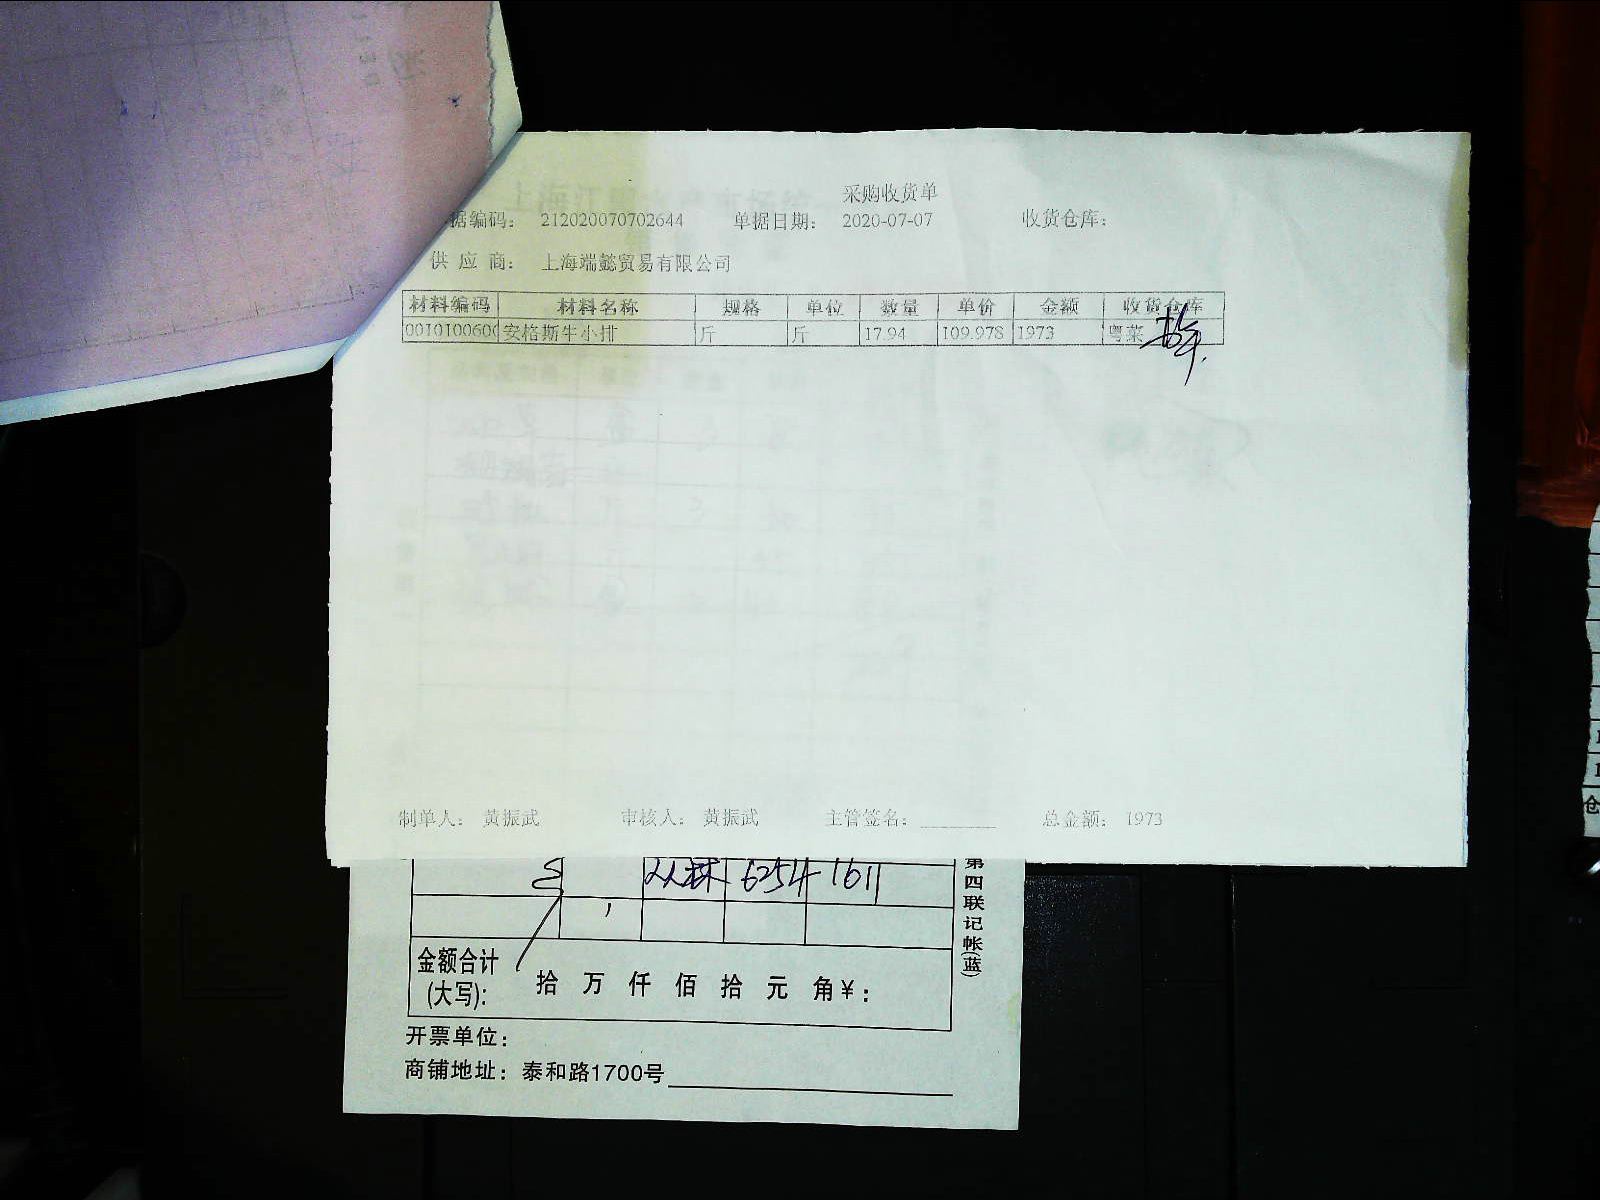 采购收货单
据编码： 212020070702644 单据日期： 2020-07-07 收货仓库：
供 应 商： 上海端懿贸易有限公司
材料编码 材料名称 规格 单位 数量 单价 金额 收货仓库
0010100600 安格斯牛小排 斤 斤 17.94 109.978 1973 粤菜
制单人： 黄振武 审核人： 黄振武 主管签名： 总金额： 1973
6254 1611
第四联记帐(蓝)
金额合计
(大写)： 拾 万 仟 佰 拾 元 角￥：
开票单位：
商铺地址：泰和路1700号